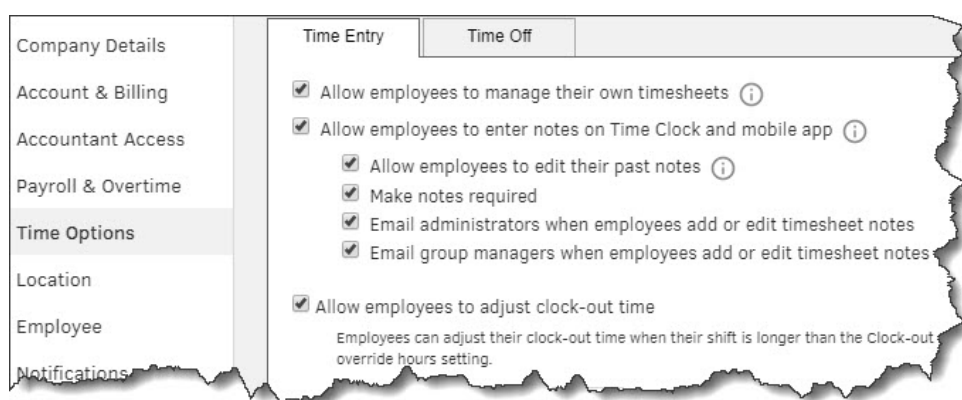 Company Details
Account & Billing
Accountant Access
Payroll & Overtime
Time Options
Location
Employee
Notifications
Time Entry
Time Off
Allow employees to manage their own timesheets
Allow employees to enter notes on Time Clock and mobile app
Allow employees to edit their past notes
Make notes required
Email administrators when employees add or edit timesheet notes
Email group managers when employees add or edit timesheet notes
Allow employees to adjust clock-out time
Employees can adjust their clock-out time when their shift is longer than the Clock-out
override hours setting.